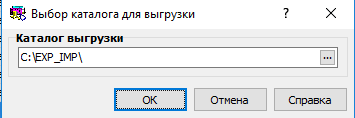 Выбор каталога для выгрузки
Каталог выгрузки
C:\EXP_IMP\
...
OK Отмена Справка